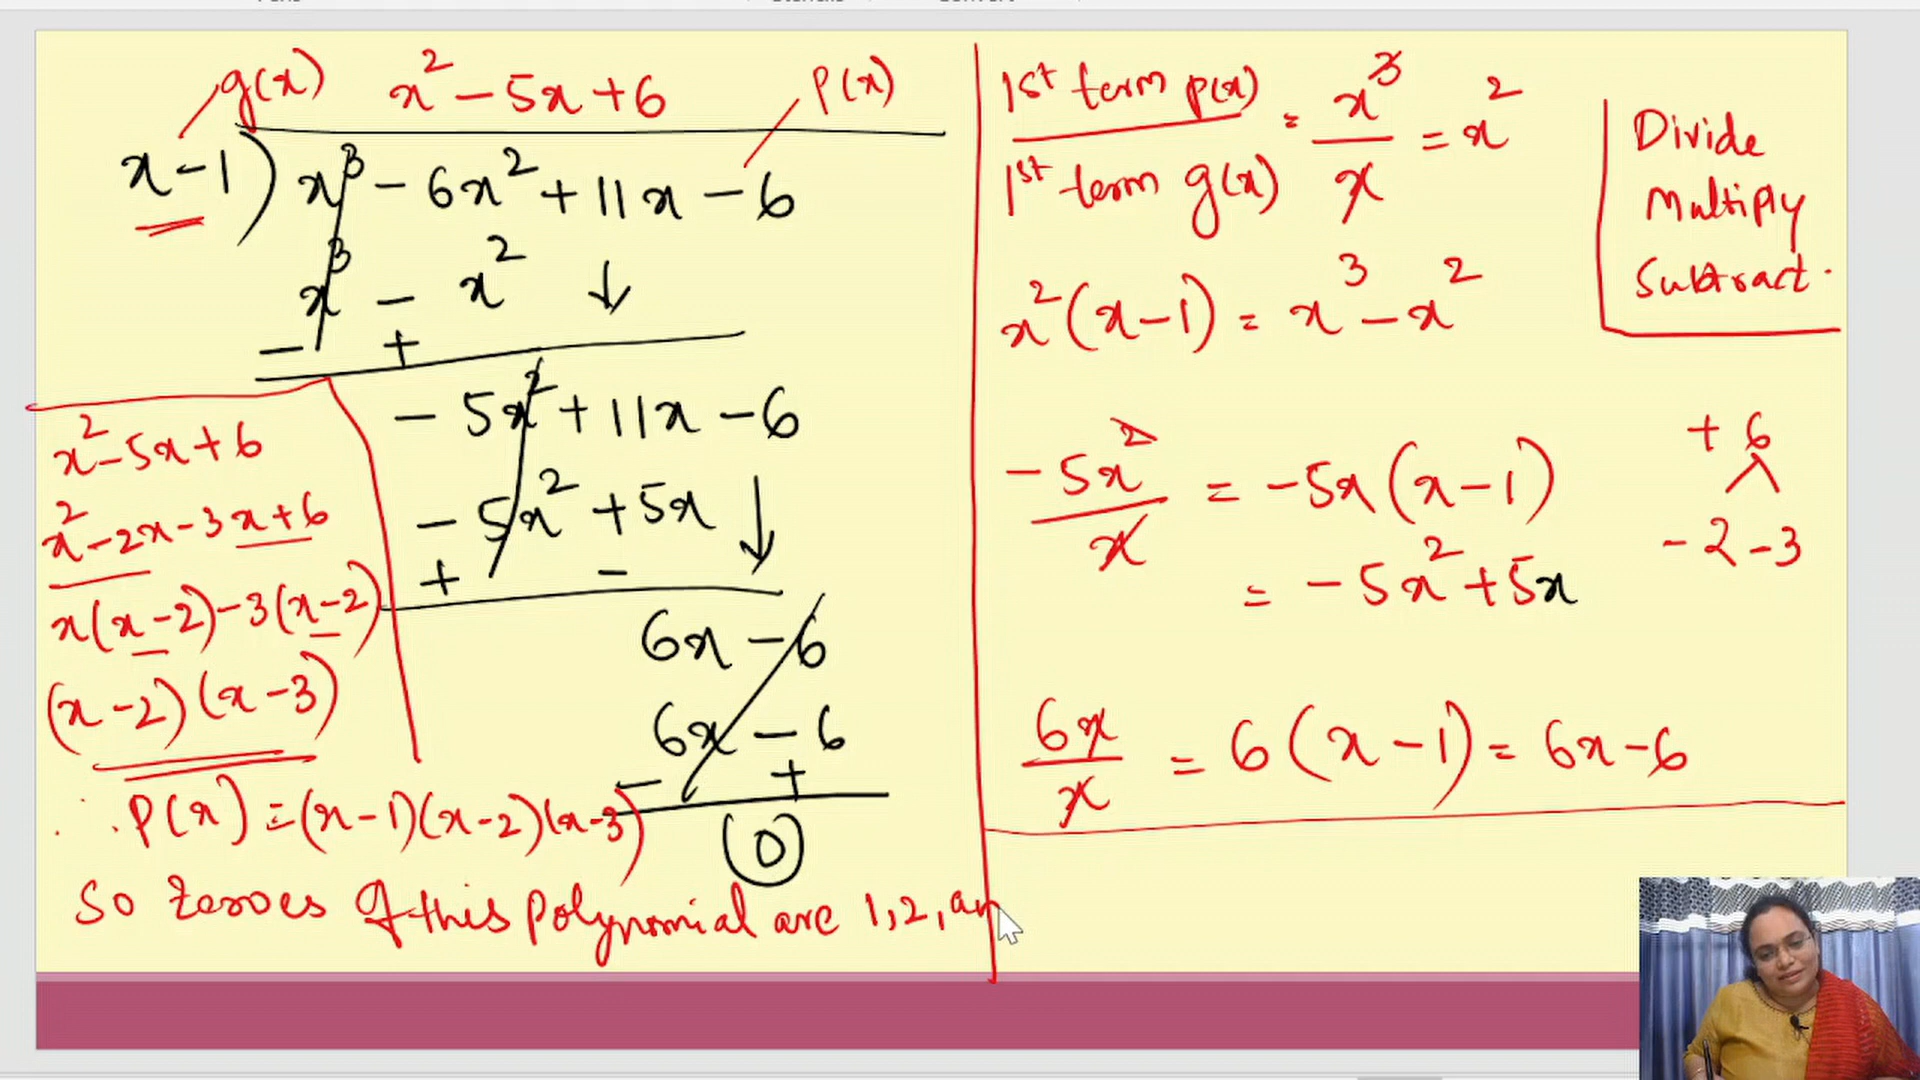 g(x) x² - 5x + 6 p(x)
x - 1 ) x³ - 6x² + 11x - 6
x³ - x² ↓
- +
- 5x² + 11x - 6
- 5x² + 5x ↓
+ -
6x - 6
6x - 6
- +
(0)
x² - 5x + 6
x² - 2x - 3x + 6
x(x - 2) - 3(x - 2)
(x - 2) (x - 3)
∴ P(x) = (x - 1)(x - 2)(x - 3)
So zeroes of this polynomial are 1, 2, an
1st term p(x) / 1st term g(x) = x³ / x = x²
x² (x - 1) = x³ - x²
- 5x² / x = - 5x (x - 1)
= - 5x² + 5x
6x / x = 6 (x - 1) = 6x - 6
Divide
Multiply
Subtract.
+ 6
- 2 - 3